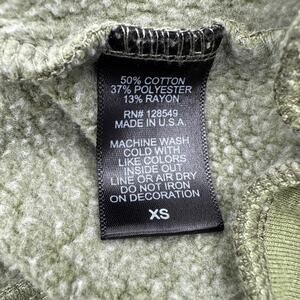 50% COTTON
37% POLYESTER
13% RAYON
RN# 128549
MADE IN U.S.A.
MACHINE WASH
COLD WITH
LIKE COLORS
INSIDE OUT
LINE OR AIR DRY
DO NOT IRON
ON DECORATION
XS